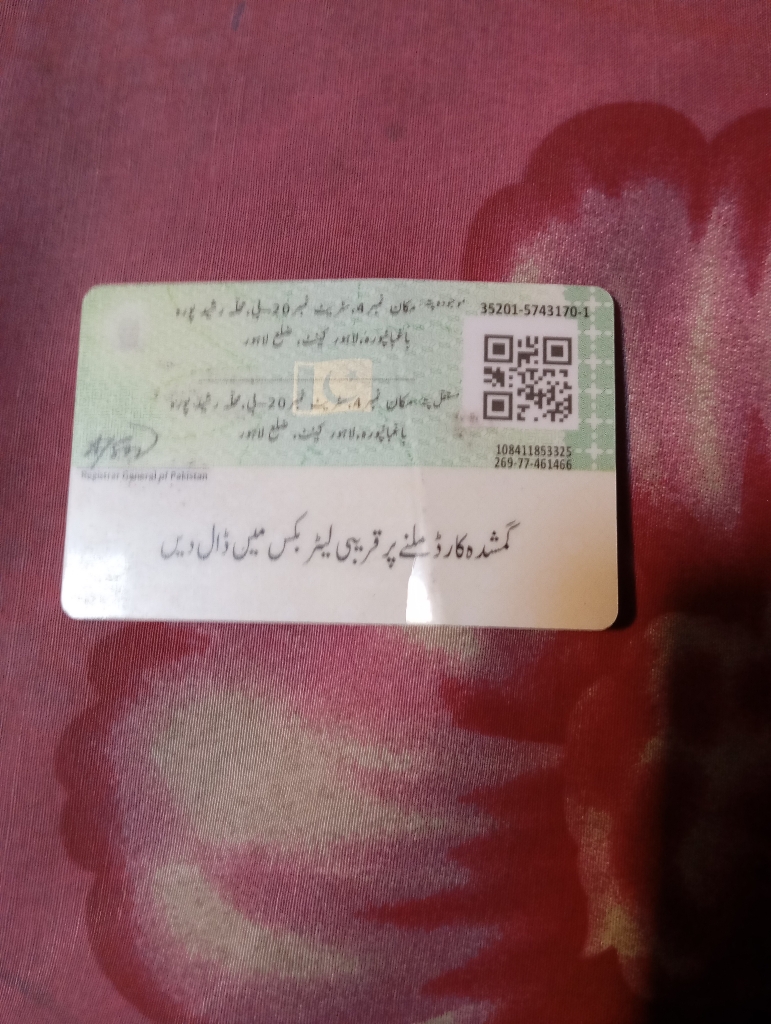 موجودہ پتہ: مکان نمبر 4، سٹریٹ نمبر 20-بی، محلہ رشید پورہ
باغبانپورہ، لاہور کینٹ، ضلع لاہور
35201-5743170-1
مستقل پتہ: مکان نمبر 4، سٹریٹ نمبر 20-بی، محلہ رشید پورہ
باغبانپورہ، لاہور کینٹ، ضلع لاہور
108411853325
269-77-461466
Registrar General of Pakistan
گمشدہ کارڈ ملنے پر قریبی لیٹر بکس میں ڈال دیں